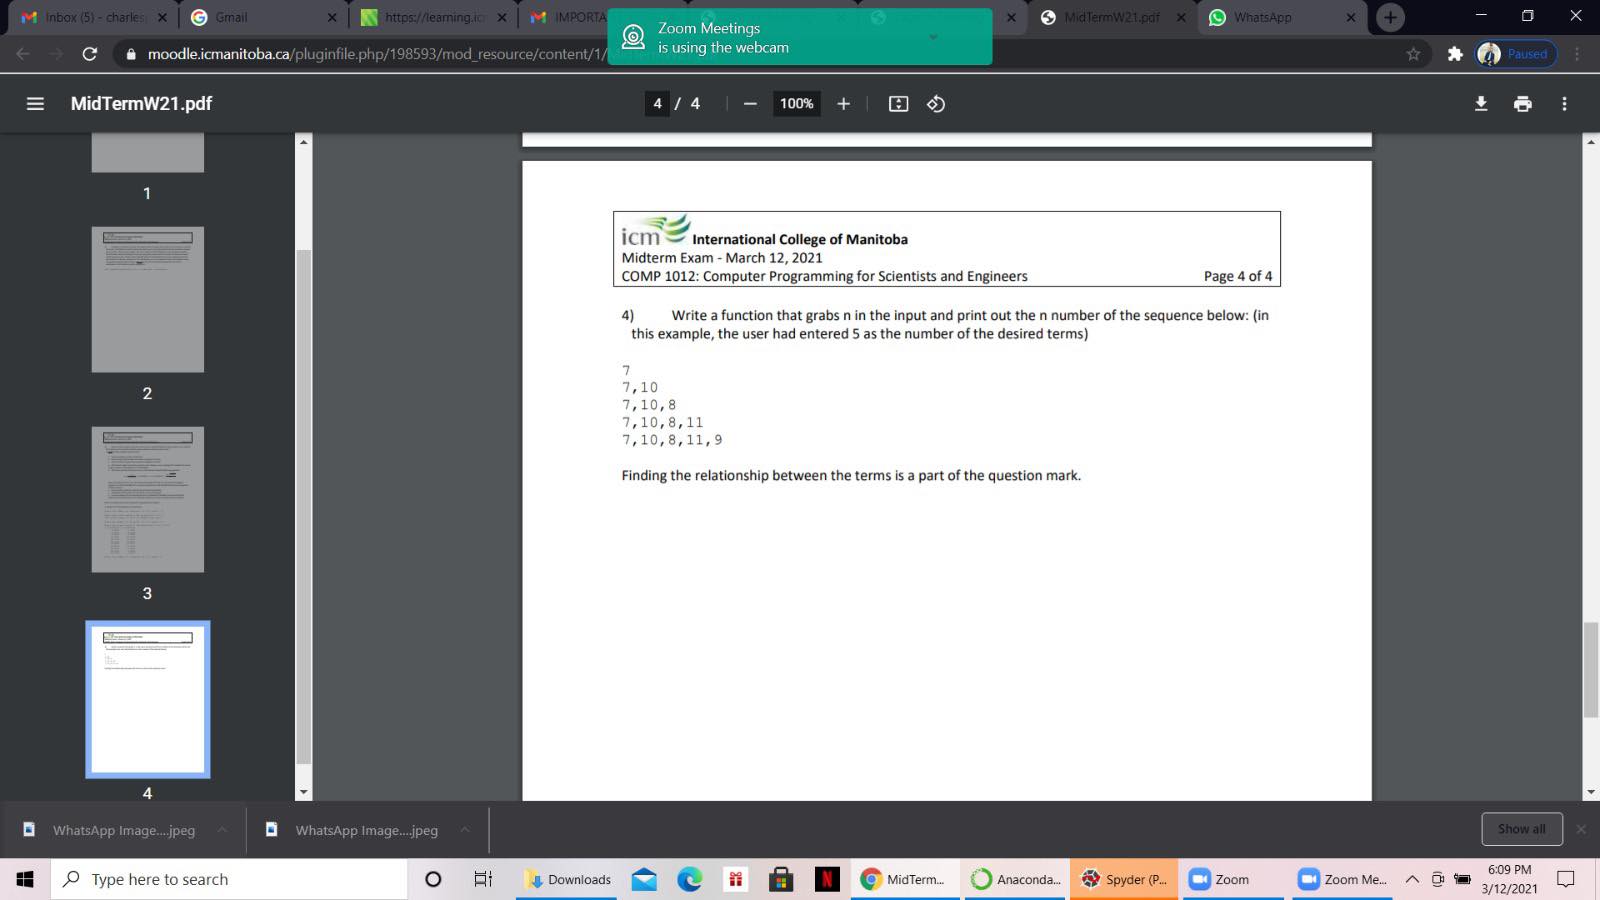 Inbox (5) - charles
Gmail
https://learning.ic
IMPORTA
MidTermW21.pdf
WhatsApp
Zoom Meetings
is using the webcam
moodle.icmanitoba.ca/pluginfile.php/198593/mod_resource/content/1/
Paused
MidTermW21.pdf
4 / 4
100%
1
2
3
4
icm International College of Manitoba
Midterm Exam - March 12, 2021
COMP 1012: Computer Programming for Scientists and Engineers Page 4 of 4
4) Write a function that grabs n in the input and print out the n number of the sequence below: (in
this example, the user had entered 5 as the number of the desired terms)
7
7,10
7,10,8
7,10,8,11
7,10,8,11,9
Finding the relationship between the terms is a part of the question mark.
WhatsApp Image....jpeg
WhatsApp Image....jpeg
Show all
Type here to search
Downloads
MidTerm...
Anaconda...
Spyder (P...
Zoom
Zoom Me...
6:09 PM
3/12/2021